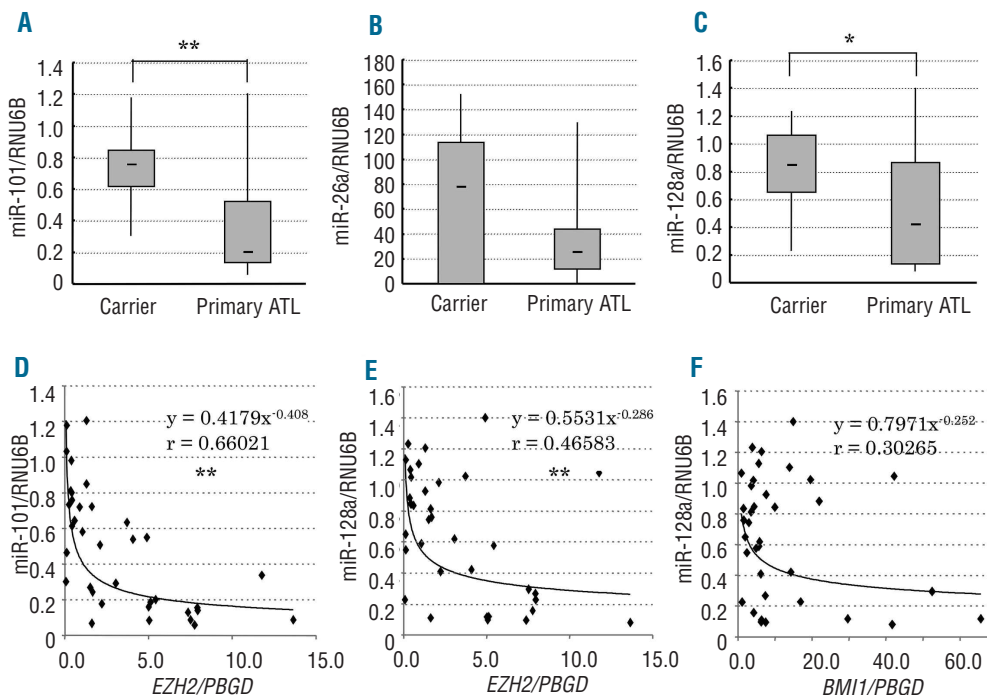 A
**
miR-101/RNU6B
1.4
1.2
1.0
0.8
0.6
0.4
0.2
0
Carrier Primary ATL
B
miR-26a/RNU6B
180
160
140
120
100
80
60
40
20
0
Carrier Primary ATL
C
*
miR-128a/RNU6B
1.6
1.4
1.2
1.0
0.8
0.6
0.4
0.2
0
Carrier Primary ATL
D
miR-101/RNU6B
1.4
1.2
1.0
0.8
0.6
0.4
0.2
0
y = 0.4179x^-0.408
r = 0.66021
**
0.0 5.0 10.0 15.0
EZH2/PBGD
E
miR-128a/RNU6B
1.6
1.4
1.2
1.0
0.8
0.6
0.4
0.2
0
y = 0.5531x^-0.286
r = 0.46583
**
0.0 5.0 10.0 15.0
EZH2/PBGD
F
miR-128a/RNU6B
1.6
1.4
1.2
1.0
0.8
0.6
0.4
0.2
0
y = 0.7971x^-0.252
r = 0.30265
0.0 20.0 40.0 60.0
BMI1/PBGD